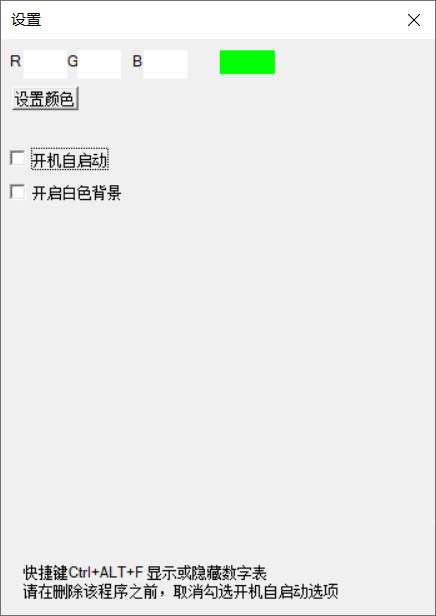 设置
R G B
设置颜色
开机自启动
开启白色背景
快捷键Ctrl+ALT+F 显示或隐藏数字表
请在删除该程序之前，取消勾选开机自启动选项